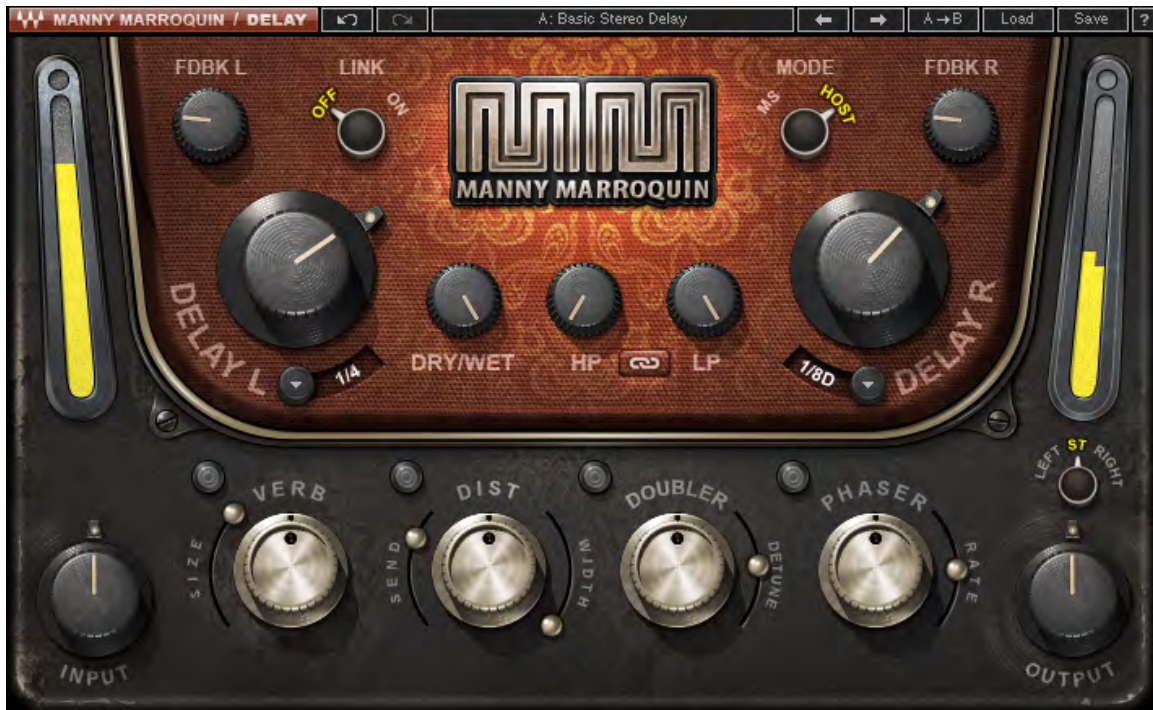 MANNY MARROQUIN / DELAY
A: Basic Stereo Delay
A→B
Load
Save
?
FDBK L
LINK
OFF
ON
MANNY MARROQUIN
MODE
MS
HOST
FDBK R
DELAY L
1/4
DRY/WET
HP
LP
1/8D
DELAY R
LEFT
ST
RIGHT
VERB
SIZE
DIST
SEND
WIDTH
DOUBLER
DETUNE
PHASER
RATE
INPUT
OUTPUT